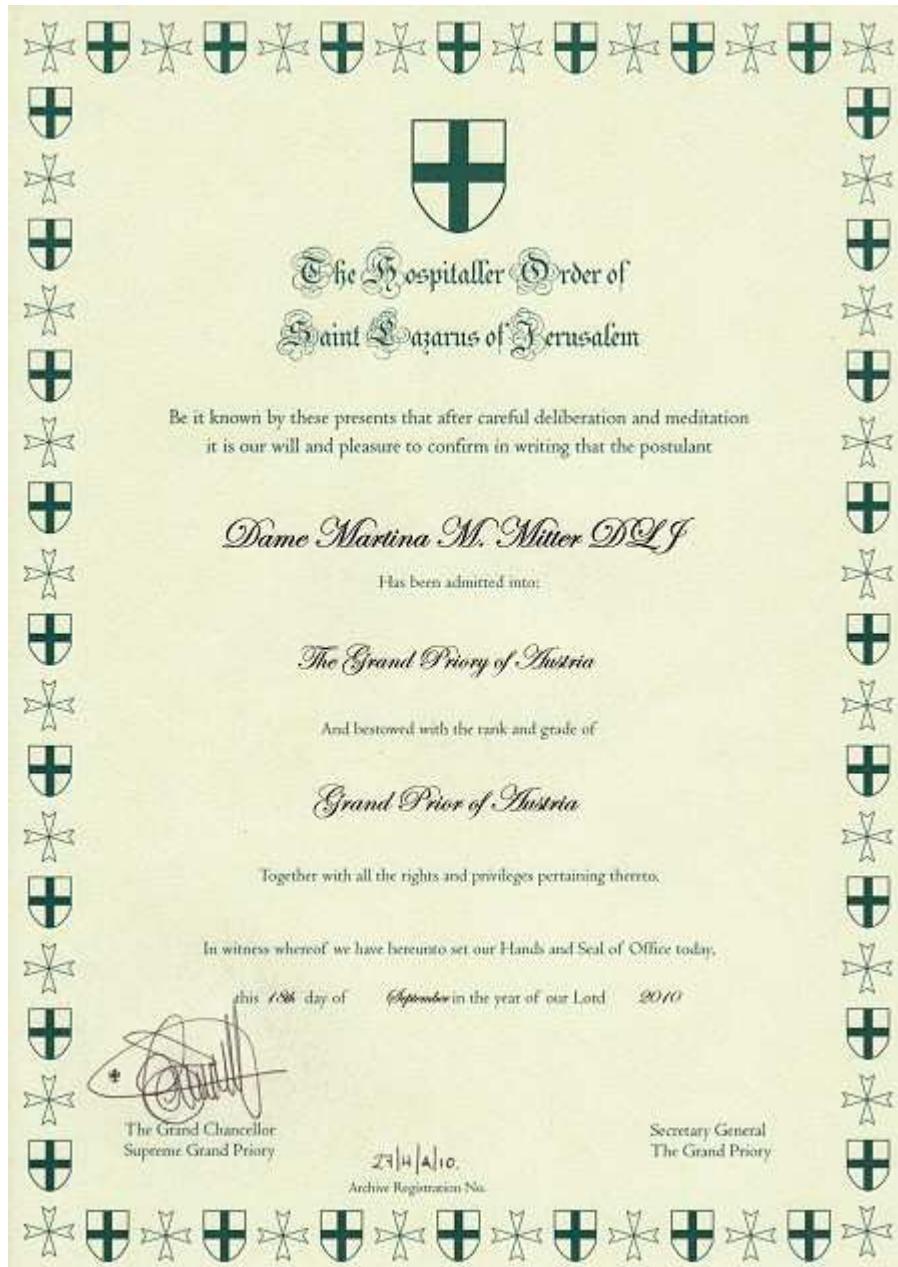 The Hospitaller Order of
Saint Lazarus of Jerusalem
Be it known by these presents that after careful deliberation and meditation
it is our will and pleasure to confirm in writing that the postulant
Dame Martina M. Mitter DLJ
Has been admitted into:
The Grand Priory of Austria
And bestowed with the rank and grade of
Grand Prior of Austria
Together with all the rights and privileges pertaining thereto.
In witness whereof we have hereunto set our Hands and Seal of Office today,
this 18th day of September in the year of our Lord 2010
The Grand Chancellor
Supreme Grand Priory
Secretary General
The Grand Priory
Archive Registration No.